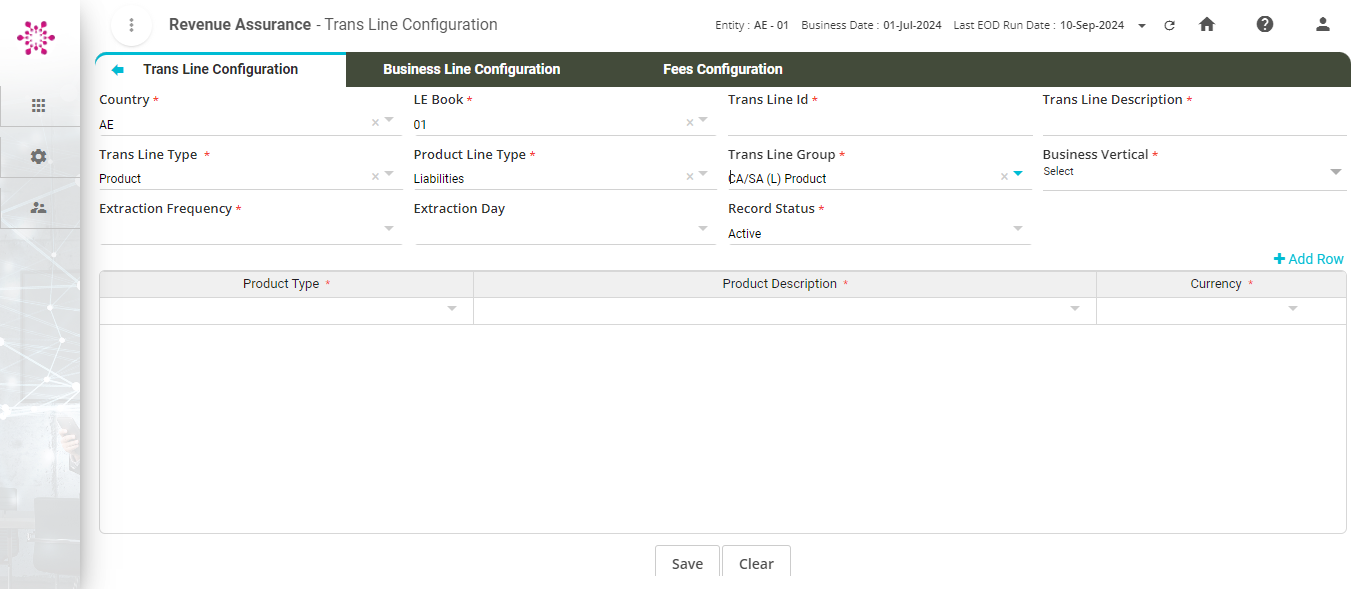 Revenue Assurance - Trans Line Configuration
Entity : AE - 01 Business Date : 01-Jul-2024 Last EOD Run Date : 10-Sep-2024
Trans Line Configuration Business Line Configuration Fees Configuration
Country * LE Book * Trans Line Id * Trans Line Description *
AE × 01 ×
Trans Line Type * Product Line Type * Trans Line Group * Business Vertical *
Product × Liabilities × CA/SA (L) Product × Select
Extraction Frequency * Extraction Day Record Status *
Active
+ Add Row
Product Type * Product Description * Currency *
Save Clear